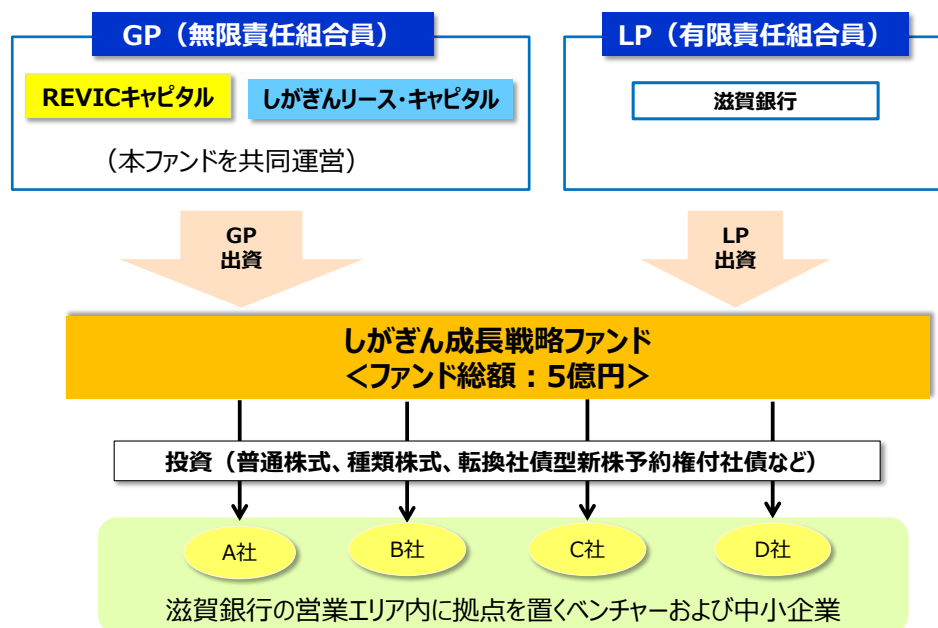 GP（無限責任組合員）
REVICキャピタル
しがぎんリース・キャピタル
（本ファンドを共同運営）
LP（有限責任組合員）
滋賀銀行
GP
出資
LP
出資
しがぎん成長戦略ファンド
＜ファンド総額：5億円＞
投資（普通株式、種類株式、転換社債型新株予約権付社債など）
A社
B社
C社
D社
滋賀銀行の営業エリア内に拠点を置くベンチャーおよび中小企業